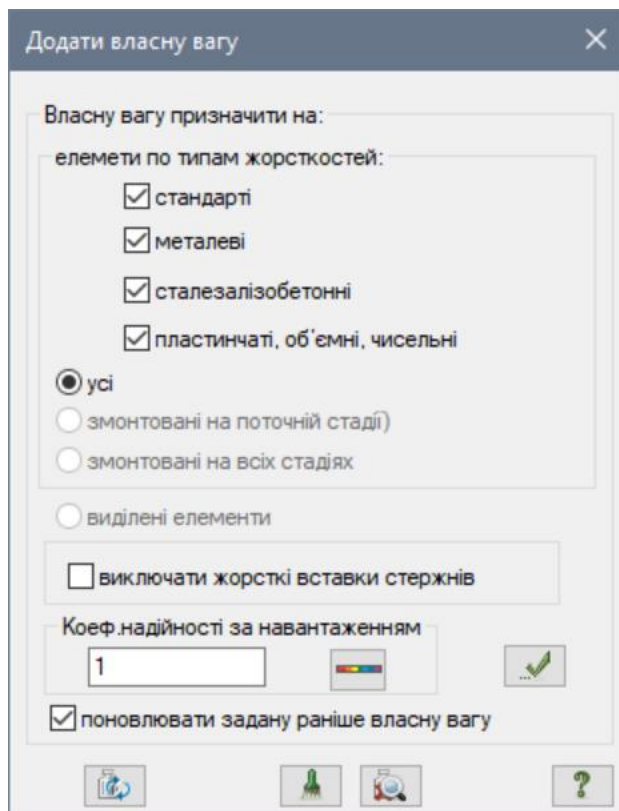 Додати власну вагу
Власну вагу призначити на:
елемети по типам жорсткостей:
стандарті
металеві
сталезалізобетонні
пластинчаті, об'ємні, чисельні
усі
змонтовані на поточній стадії)
змонтовані на всіх стадіях
виділені елементи
виключати жорсткі вставки стержнів
Коеф.надійності за навантаженням
1
поновлювати задану раніше власну вагу
?